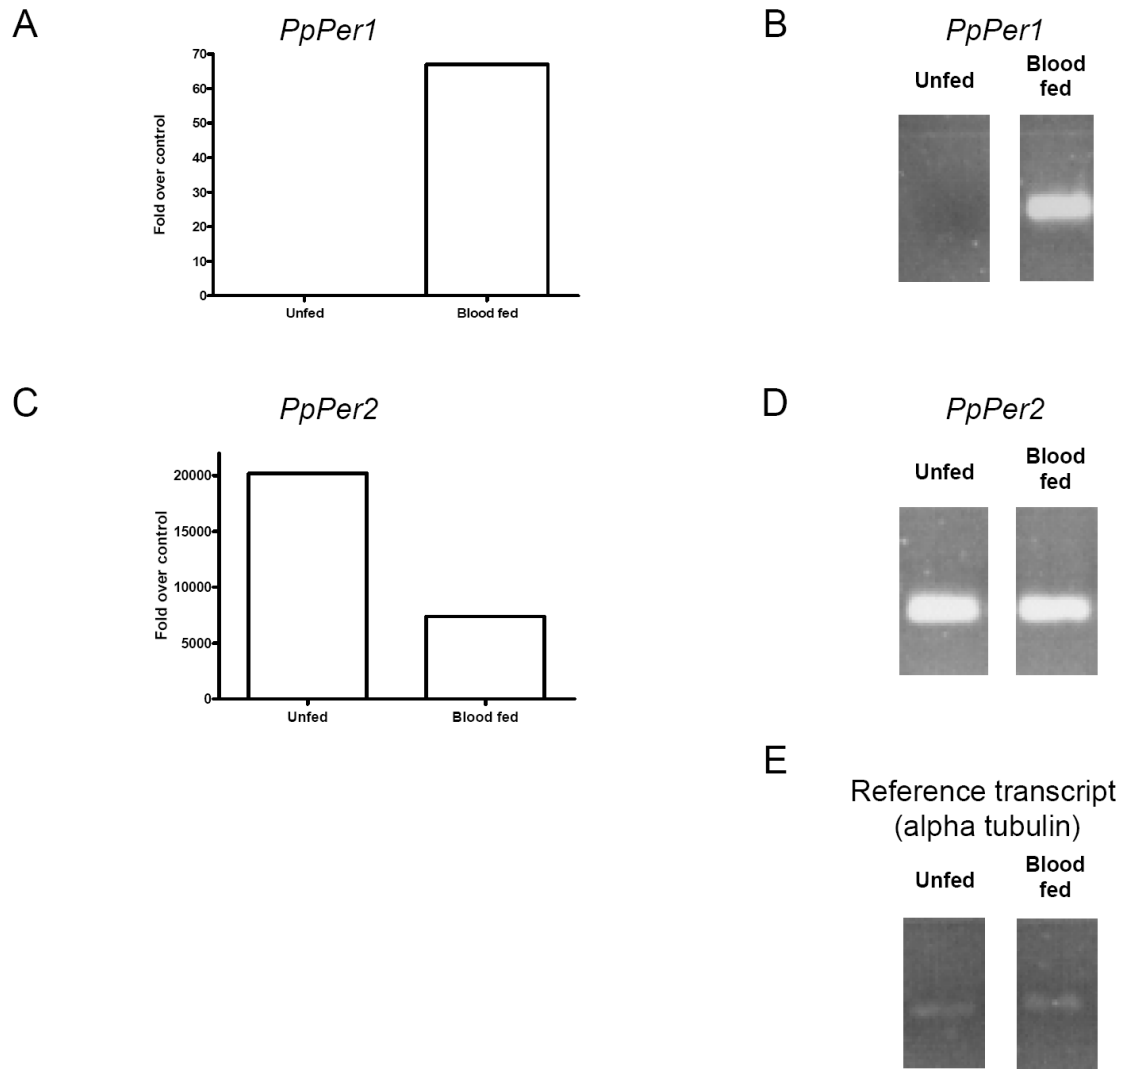 A
PpPer1
70
60
50
40
30
20
10
0
Fold over control
Unfed
Blood fed
B
PpPer1
Unfed
Blood
fed
C
PpPer2
20000
15000
10000
5000
0
Fold over control
Unfed
Blood fed
D
PpPer2
Unfed
Blood
fed
E
Reference transcript
(alpha tubulin)
Unfed
Blood
fed